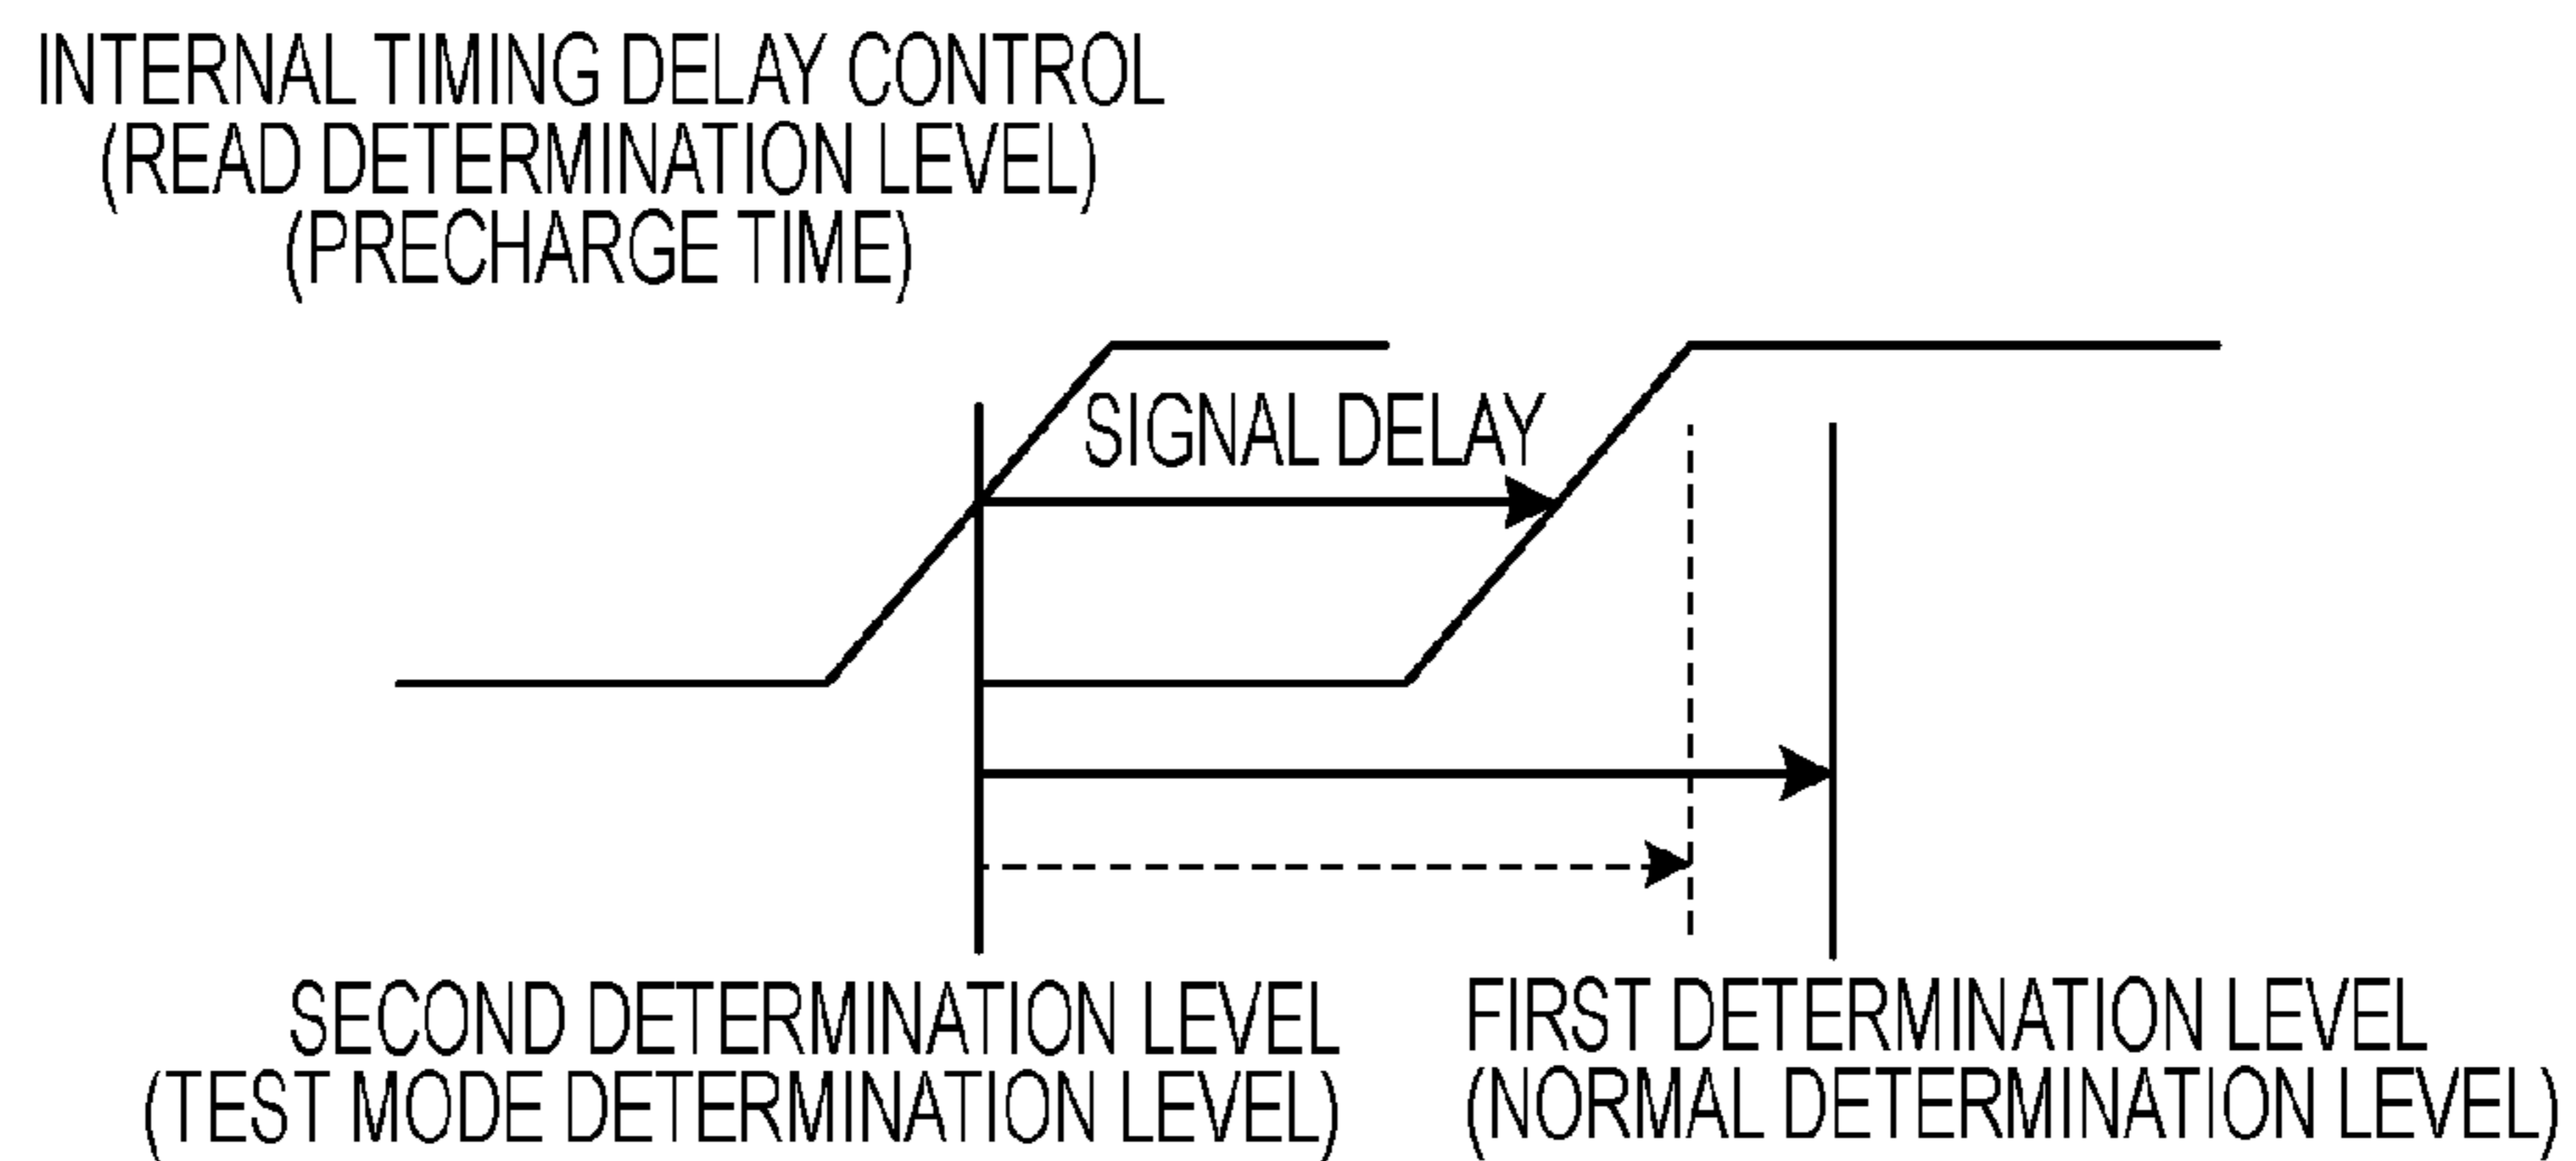 INTERNAL TIMING DELAY CONTROL
(READ DETERMINATION LEVEL)
(PRECHARGE TIME)
SIGNAL DELAY
SECOND DETERMINATION LEVEL
(TEST MODE DETERMINATION LEVEL)
FIRST DETERMINATION LEVEL
(NORMAL DETERMINATION LEVEL)